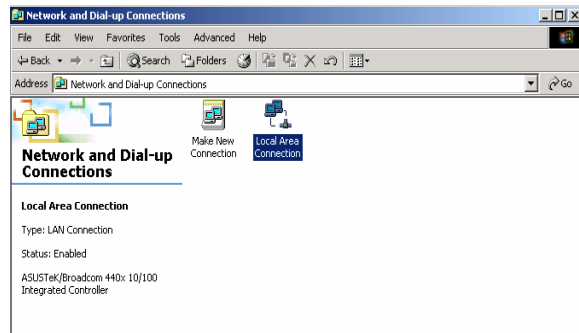 Network and Dial-up Connections
File Edit View Favorites Tools Advanced Help
Back Search Folders
Address Network and Dial-up Connections Go
Make New Connection
Local Area Connection
Network and Dial-up
Connections
Local Area Connection
Type: LAN Connection
Status: Enabled
ASUSTeK/Broadcom 440x 10/100
Integrated Controller